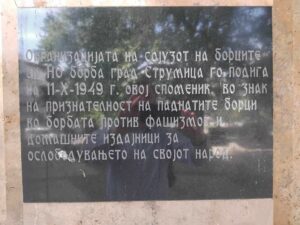 Организацијата на сојузот на борците
од НО борба град Струмица го подига
на 11-X-1949 г. овој споменик, во знак
на признателност на паднатите борци
во борбата против фашизмот и
домашните издајници за
ослободувањето на својот народ.